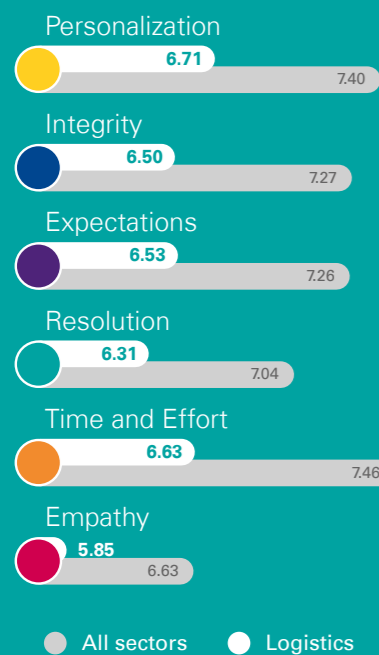 Personalization
6.71
7.40
Integrity
6.50
7.27
Expectations
6.53
7.26
Resolution
6.31
7.04
Time and Effort
6.63
7.46
Empathy
5.85
6.63
All sectors Logistics